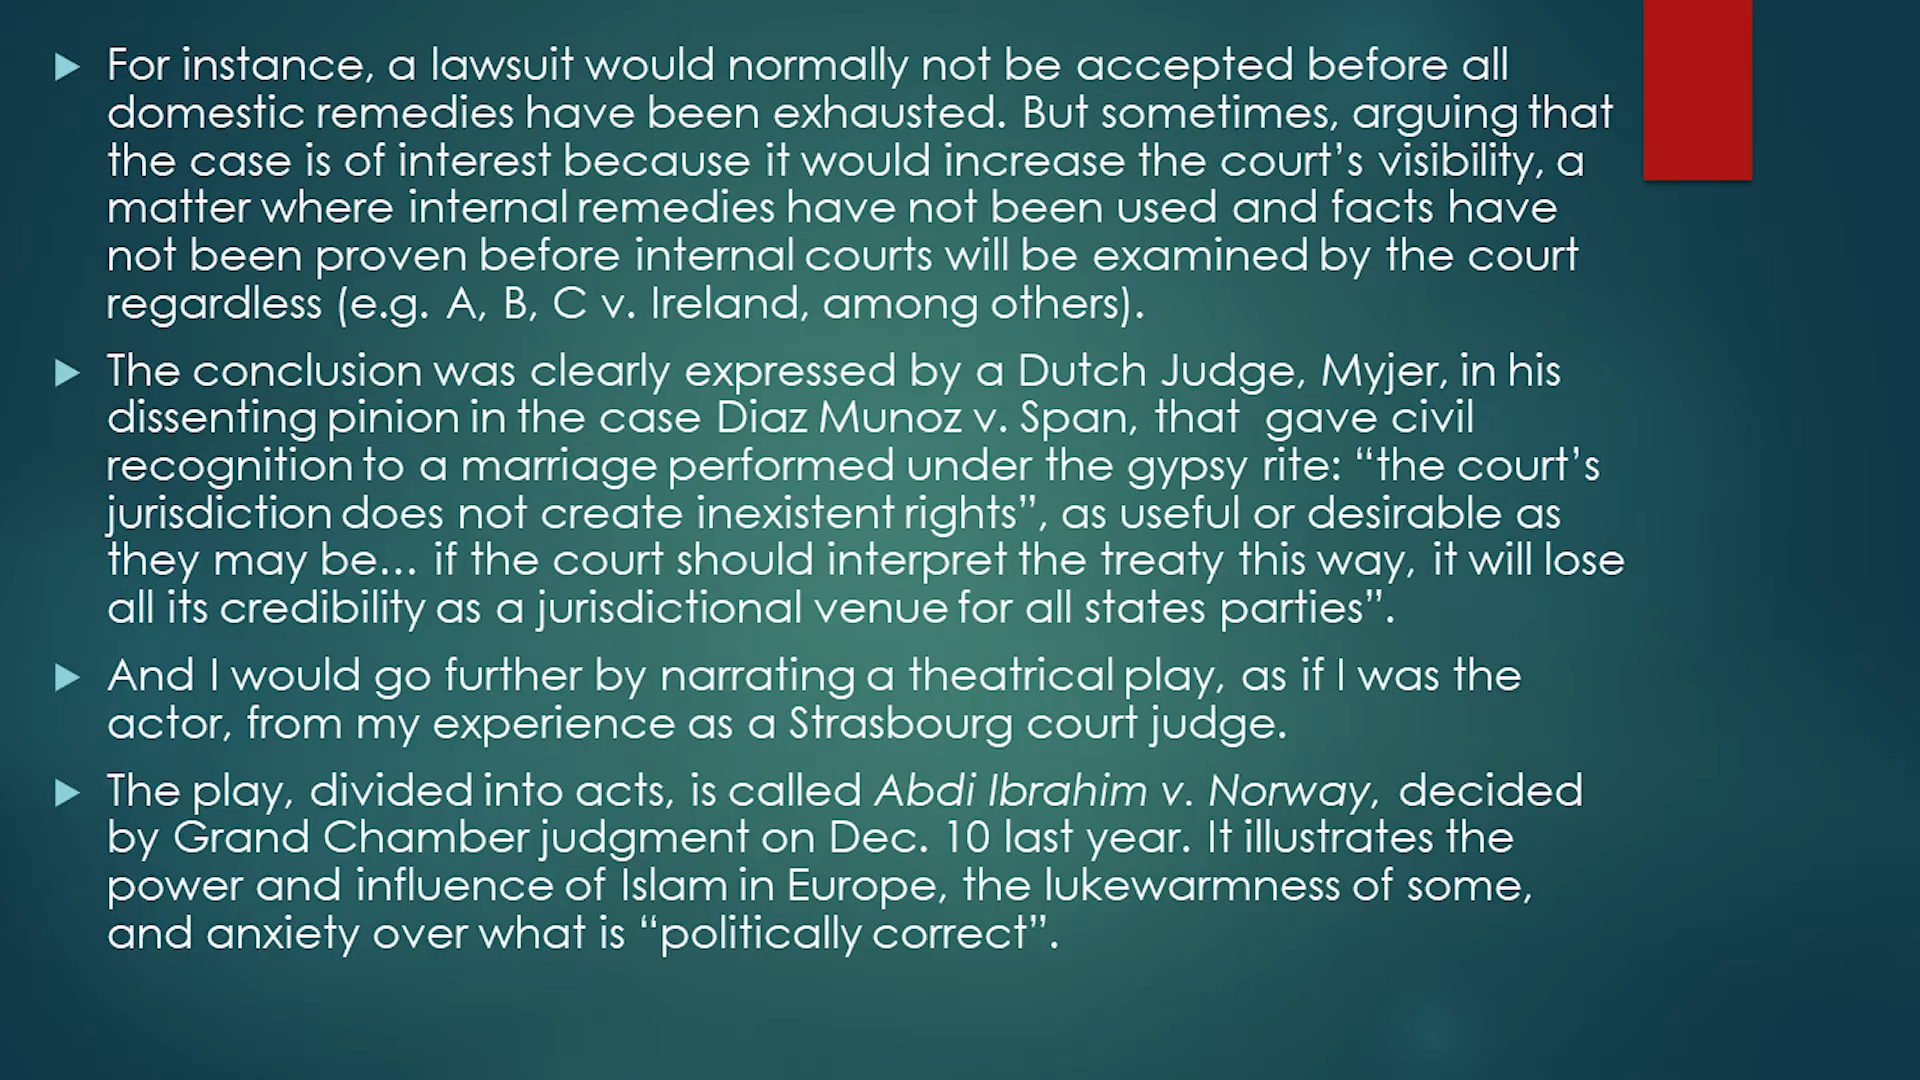 For instance, a lawsuit would normally not be accepted before all
domestic remedies have been exhausted. But sometimes, arguing that
the case is of interest because it would increase the court’s visibility, a
matter where internal remedies have not been used and facts have
not been proven before internal courts will be examined by the court
regardless (e.g. A, B, C v. Ireland, among others).
The conclusion was clearly expressed by a Dutch Judge, Myjer, in his
dissenting pinion in the case Diaz Munoz v. Span, that gave civil
recognition to a marriage performed under the gypsy rite: “the court’s
jurisdiction does not create inexistent rights”, as useful or desirable as
they may be... if the court should interpret the treaty this way, it will lose
all its credibility as a jurisdictional venue for all states parties”.
And I would go further by narrating a theatrical play, as if I was the
actor, from my experience as a Strasbourg court judge.
The play, divided into acts, is called Abdi Ibrahim v. Norway, decided
by Grand Chamber judgment on Dec. 10 last year. It illustrates the
power and influence of Islam in Europe, the lukewarmness of some,
and anxiety over what is “politically correct”.